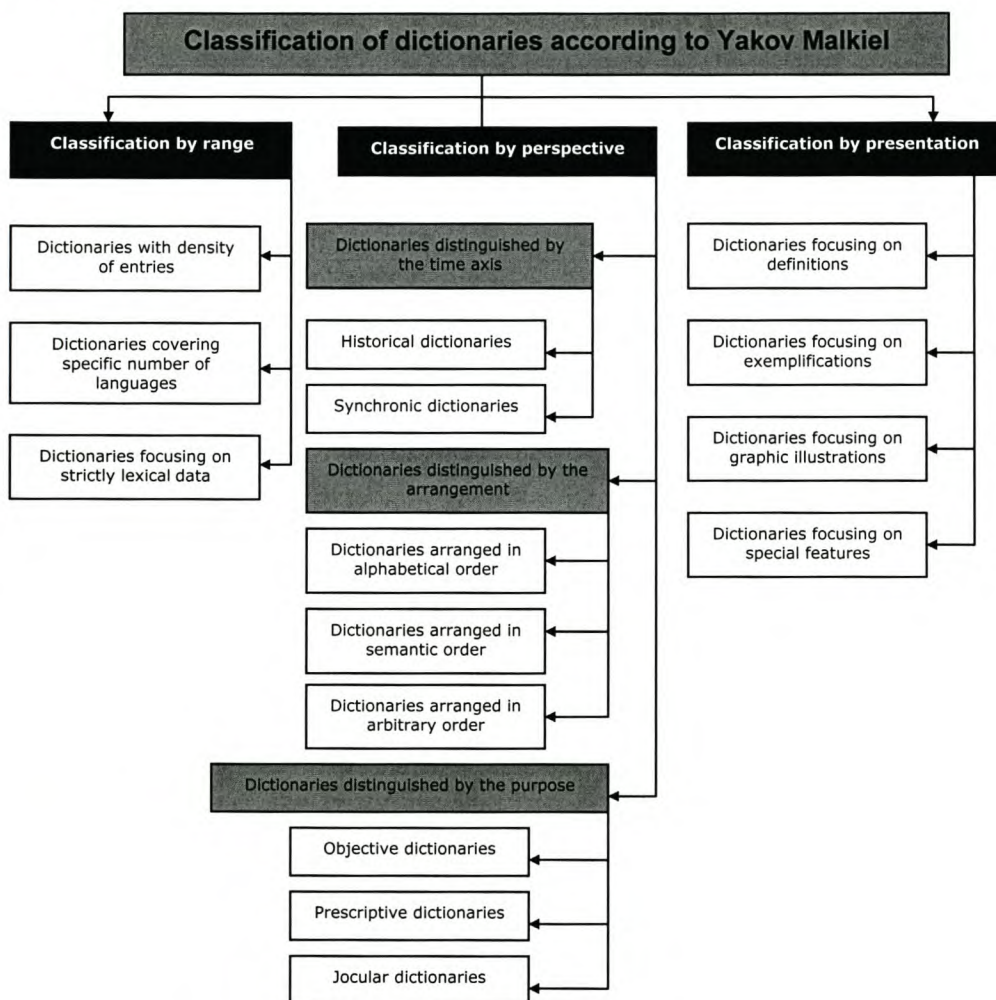 Classification of dictionaries according to Yakov Malkiel
Classification by range
Dictionaries with density
of entries
Dictionaries covering
specific number of
languages
Dictionaries focusing on
strictly lexical data
Classification by perspective
Dictionaries distinguished by
the time axis
Historical dictionaries
Synchronic dictionaries
Dictionaries distinguished by the
arrangement
Dictionaries arranged in
alphabetical order
Dictionaries arranged in
semantic order
Dictionaries arranged in
arbitrary order
Dictionaries distinguished by the purpose
Objective dictionaries
Prescriptive dictionaries
Jocular dictionaries
Classification by presentation
Dictionaries focusing on
definitions
Dictionaries focusing on
exemplifications
Dictionaries focusing on
graphic illustrations
Dictionaries focusing on
special features